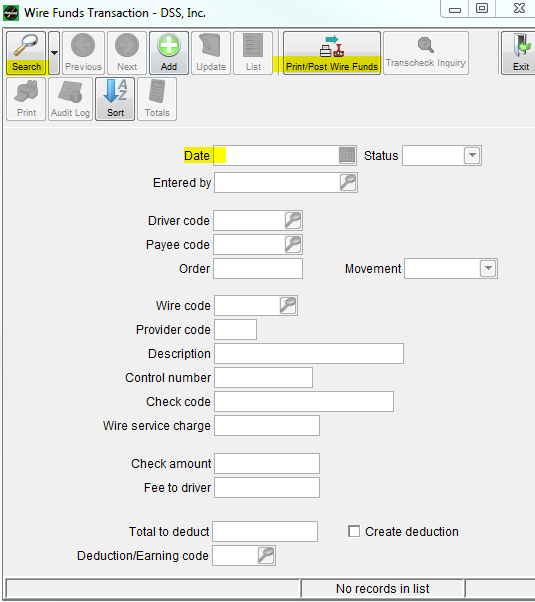 Wire Funds Transaction - DSS, Inc.
Search Previous Next Add Update List Print/Post Wire Funds Transcheck Inquiry Exit
Print Audit Log Sort Totals
Date Status
Entered by
Driver code
Payee code
Order Movement
Wire code
Provider code
Description
Control number
Check code
Wire service charge
Check amount
Fee to driver
Total to deduct Create deduction
Deduction/Earning code
No records in list